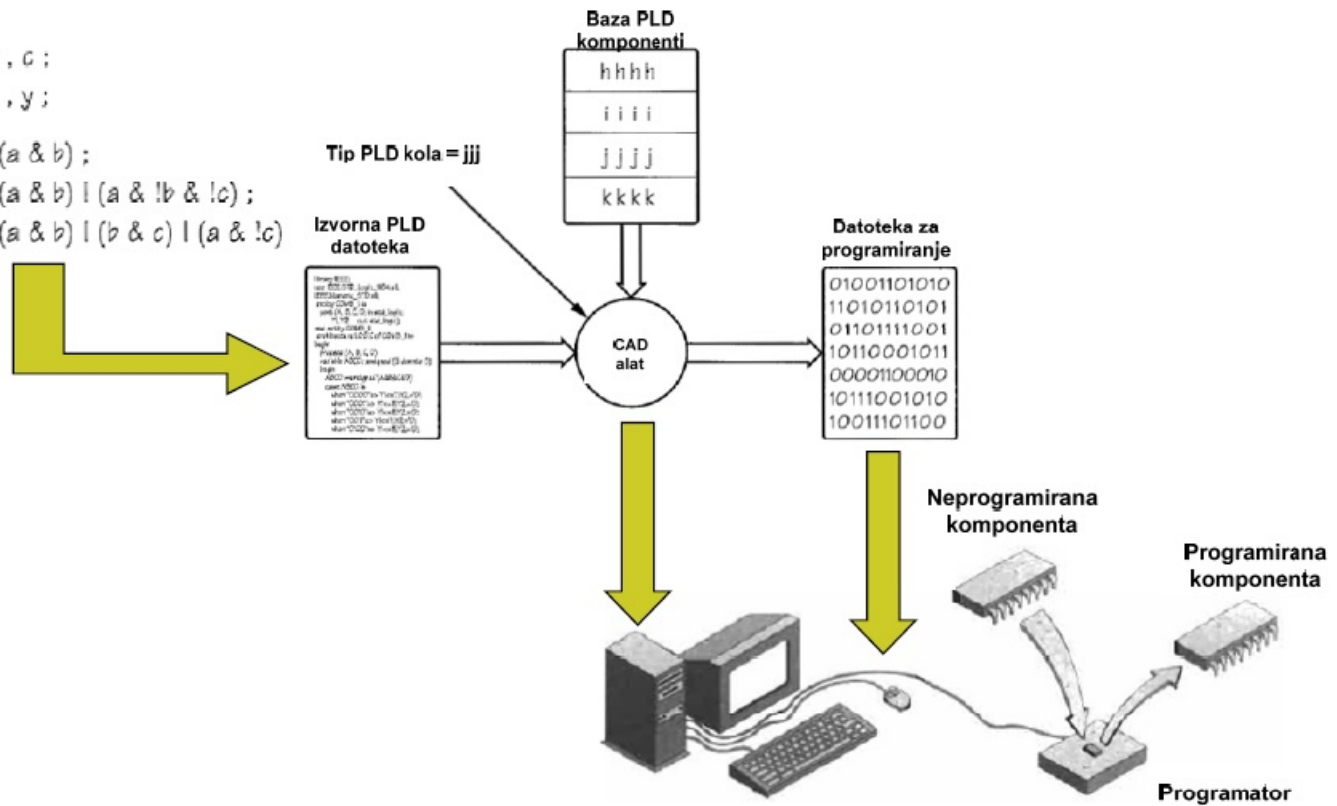 , c ;
, y ;
(a & b) ;
(a & b) | (a & !b & !c) ;
(a & b) | (b & c) | (a & !c)
Baza PLD
komponenti
hhhh
iiii
jjjj
kkkk
Tip PLD kola = jjj
Izvorna PLD
datoteka
CAD
alat
Datoteka za
programiranje
01001101010
11010110101
01101111001
10110001011
00001100010
10111001010
10011101100
Neprogramirana
komponenta
Programirana
komponenta
Programator